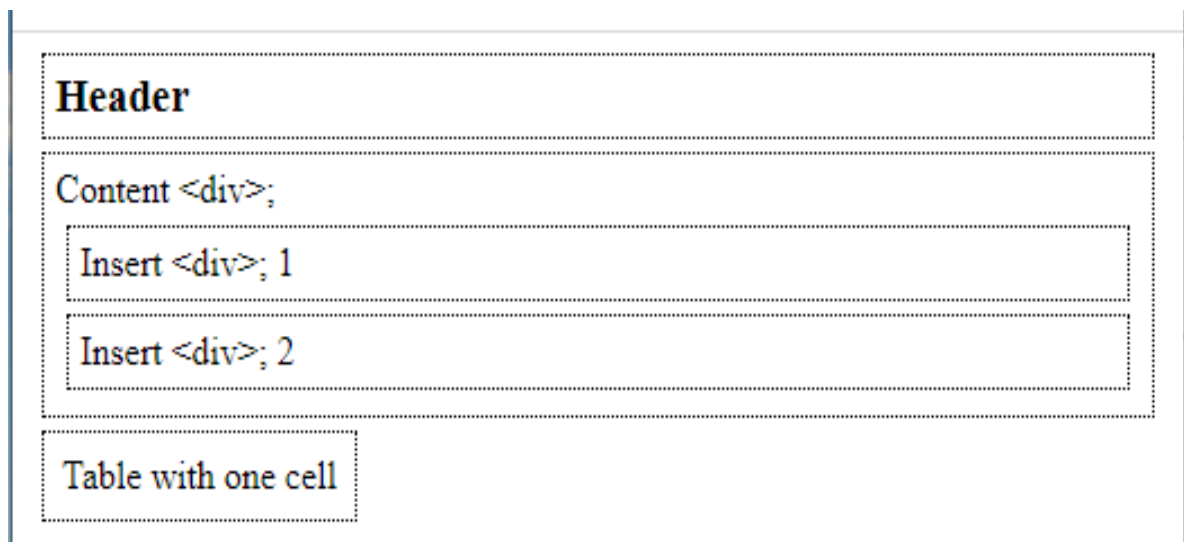 Header
Content <div>;
Insert <div>; 1
Insert <div>; 2
Table with one cell